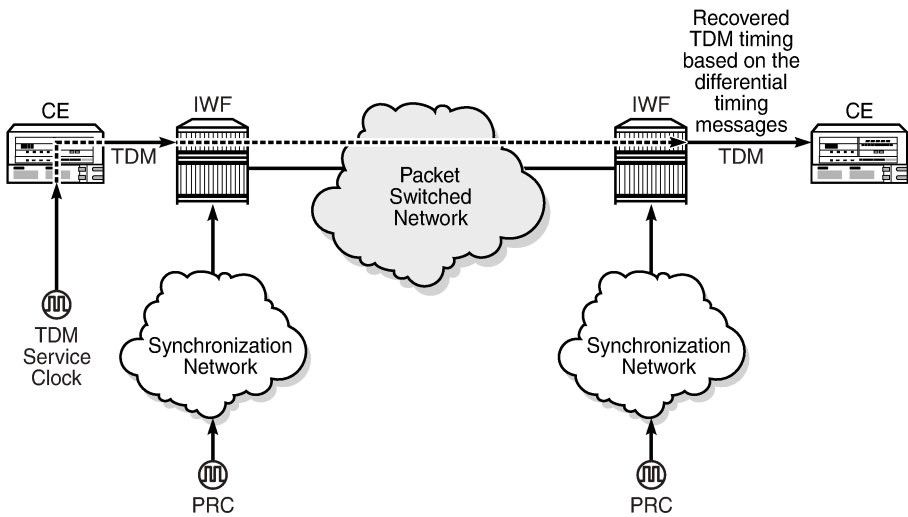 Recovered
TDM timing
based on the
differential
timing
messages
CE
IWF
IWF
CE
TDM
TDM
Packet
Switched
Network
TDM
Service
Clock
Synchronization
Network
Synchronization
Network
PRC
PRC